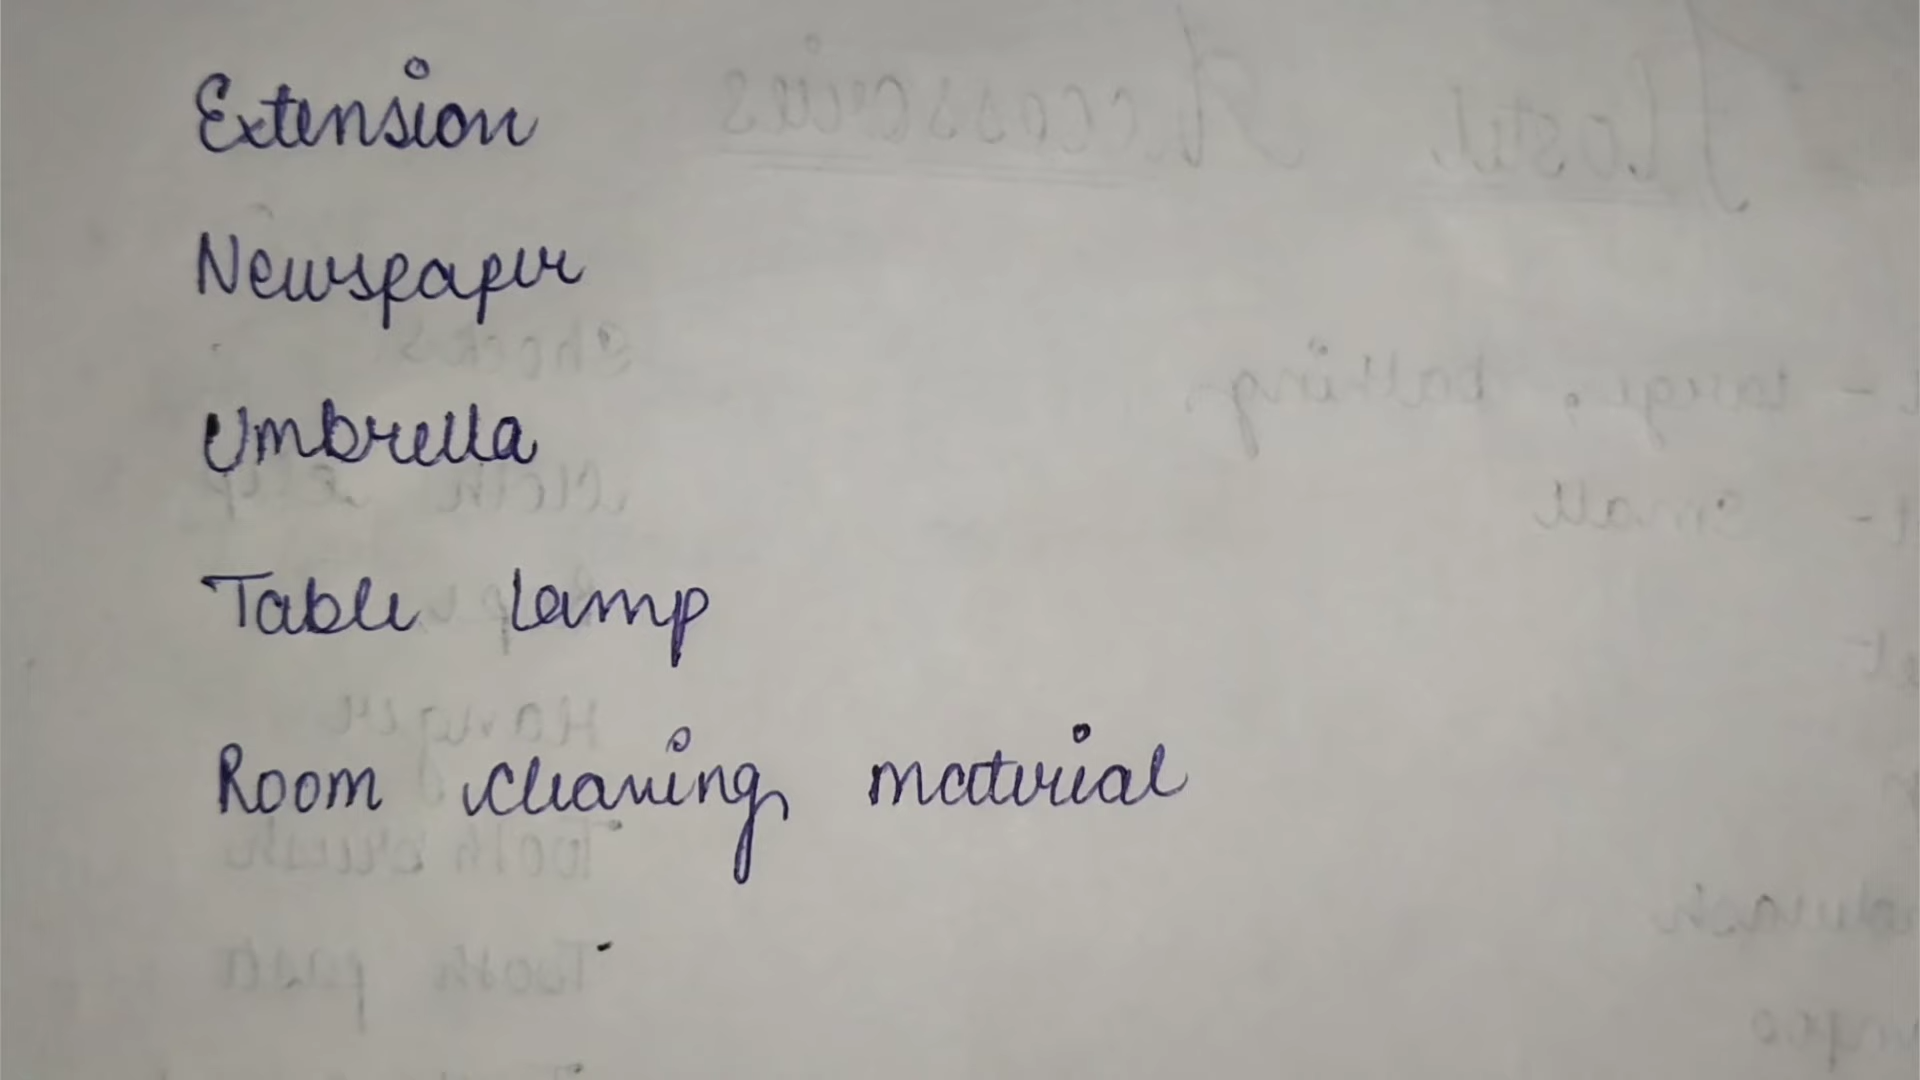 Extension
Newspaper
Umbrella
Table lamp
Room cleaning material